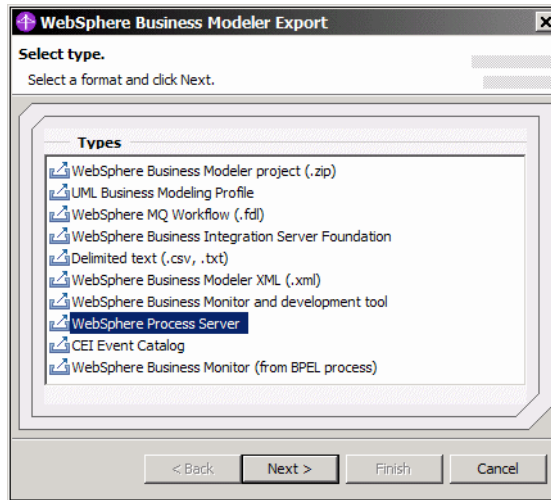 WebSphere Business Modeler Export
Select type.
Select a format and click Next.
Types
WebSphere Business Modeler project (.zip)
UML Business Modeling Profile
WebSphere MQ Workflow (.fdl)
WebSphere Business Integration Server Foundation
Delimited text (.csv, .txt)
WebSphere Business Modeler XML (.xml)
WebSphere Business Monitor and development tool
WebSphere Process Server
CEI Event Catalog
WebSphere Business Monitor (from BPEL process)
< Back Next > Finish Cancel